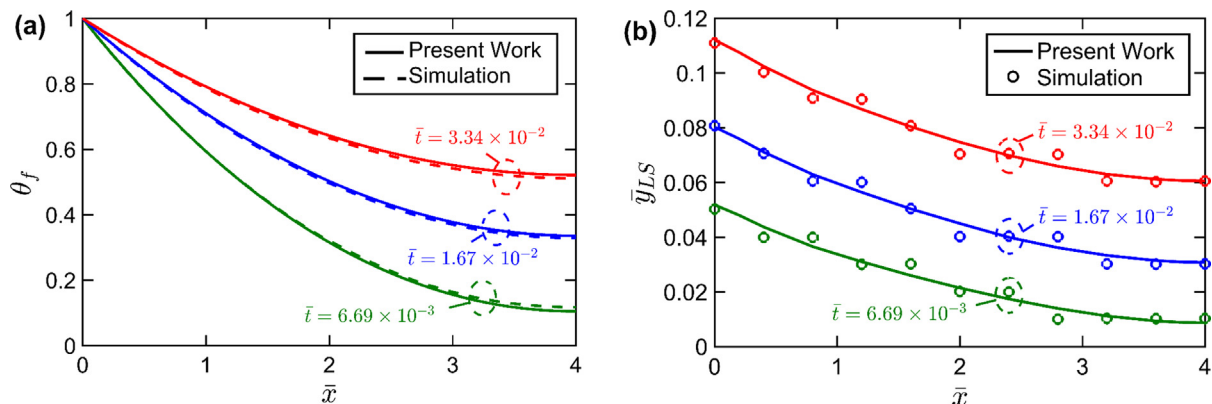 (a)
1
0.8
0.6
0.4
0.2
0
θ_f
Present Work
Simulation
t̄ = 3.34 × 10⁻²
t̄ = 1.67 × 10⁻²
t̄ = 6.69 × 10⁻³
0 1 2 3 4
x̄
(b)
0.12
0.1
0.08
0.06
0.04
0.02
0
ȳ_LS
Present Work
Simulation
t̄ = 3.34 × 10⁻²
t̄ = 1.67 × 10⁻²
t̄ = 6.69 × 10⁻³
0 1 2 3 4
x̄